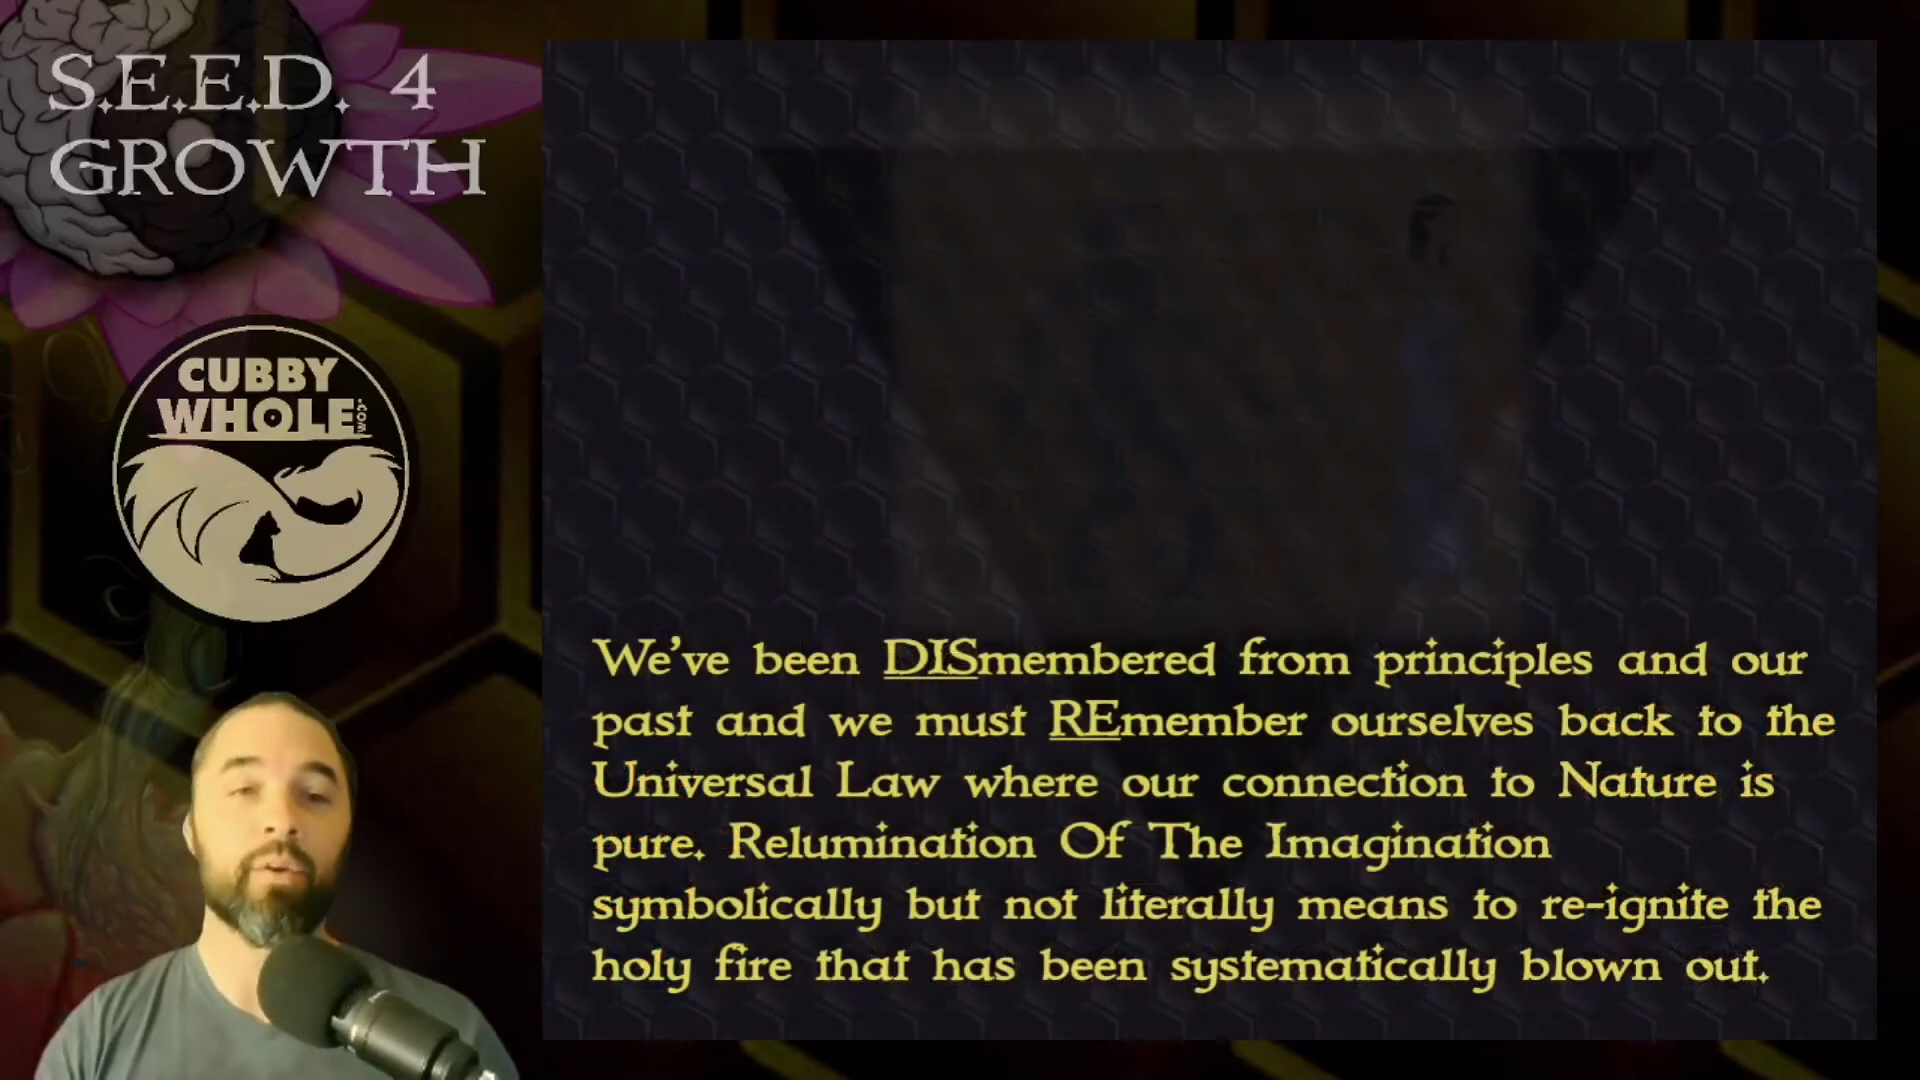 S.E.E.D. 4
GROWTH
CUBBY
WHOLE.COM
We've been DISmembered from principles and our
past and we must REmember ourselves back to the
Universal Law where our connection to Nature is
pure. Relumination Of The Imagination
symbolically but not literally means to re-ignite the
holy fire that has been systematically blown out.